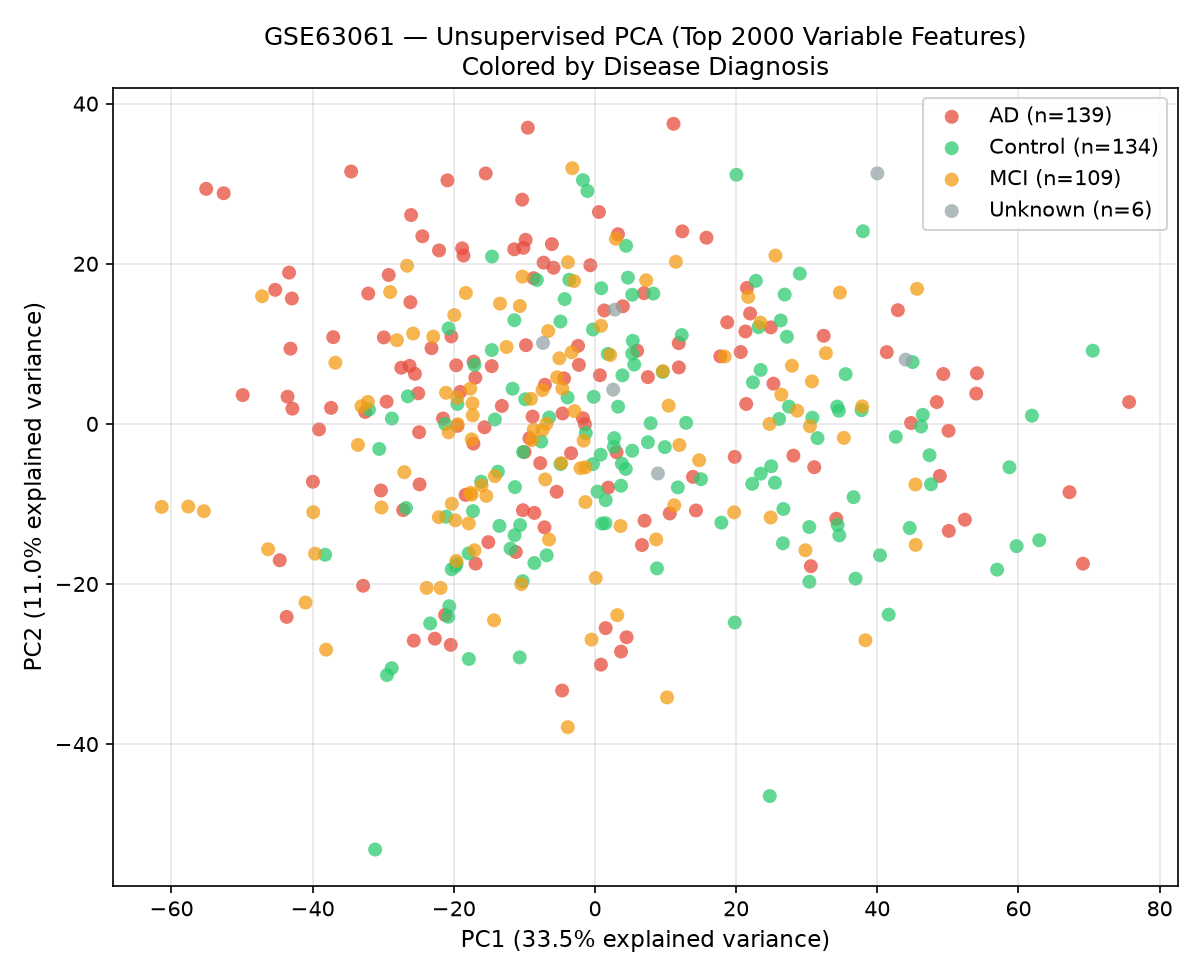 GSE63061 — Unsupervised PCA (Top 2000 Variable Features)
Colored by Disease Diagnosis
AD (n=139)
Control (n=134)
MCI (n=109)
Unknown (n=6)
PC2 (11.0% explained variance)
40
20
0
−20
−40
−60 −40 −20 0 20 40 60 80
PC1 (33.5% explained variance)